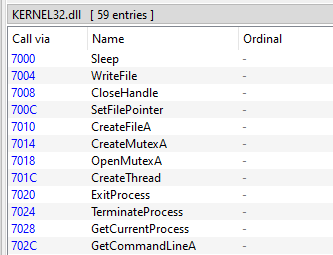 KERNEL32.dll [ 59 entries ]
Call via Name Ordinal
7000 Sleep -
7004 WriteFile -
7008 CloseHandle -
700C SetFilePointer -
7010 CreateFileA -
7014 CreateMutexA -
7018 OpenMutexA -
701C CreateThread -
7020 ExitProcess -
7024 TerminateProcess -
7028 GetCurrentProcess -
702C GetCommandLineA -